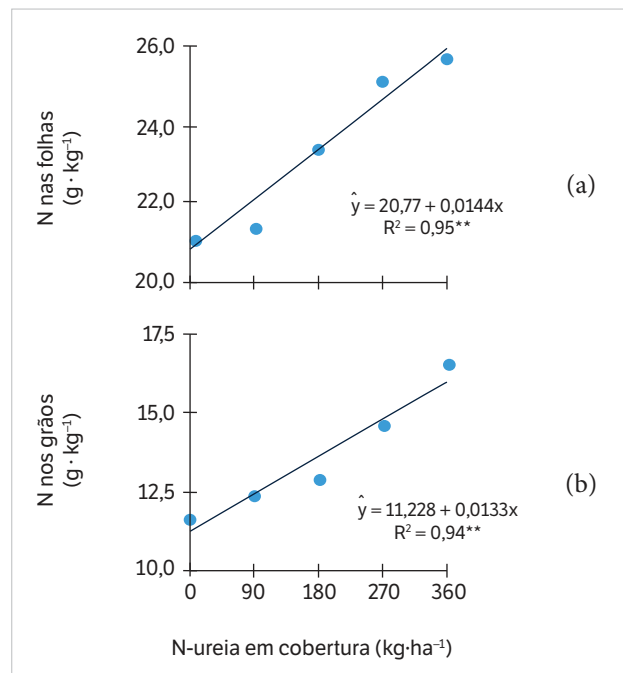 26,0
24,0
22,0
20,0
N nas folhas
(g · kg⁻¹)
ŷ = 20,77 + 0,0144x
R² = 0,95**
(a)
17,5
15,0
12,5
10,0
N nos grãos
(g · kg⁻¹)
ŷ = 11,228 + 0,0133x
R² = 0,94**
(b)
0 90 180 270 360
N-ureia em cobertura (kg·ha⁻¹)